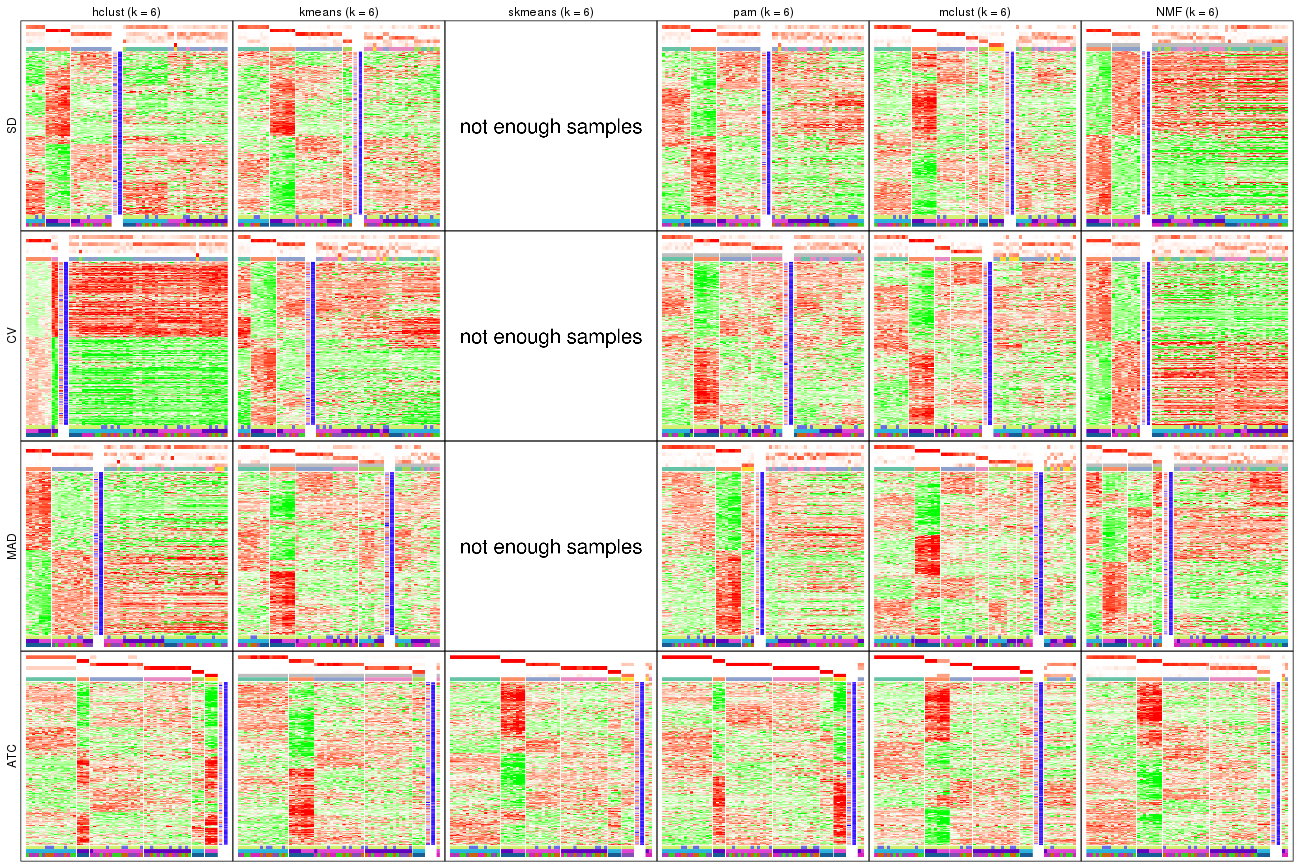 hclust (k = 6) kmeans (k = 6) skmeans (k = 6) pam (k = 6) mclust (k = 6) NMF (k = 6)
SD
not enough samples
CV
not enough samples
MAD
not enough samples
ATC